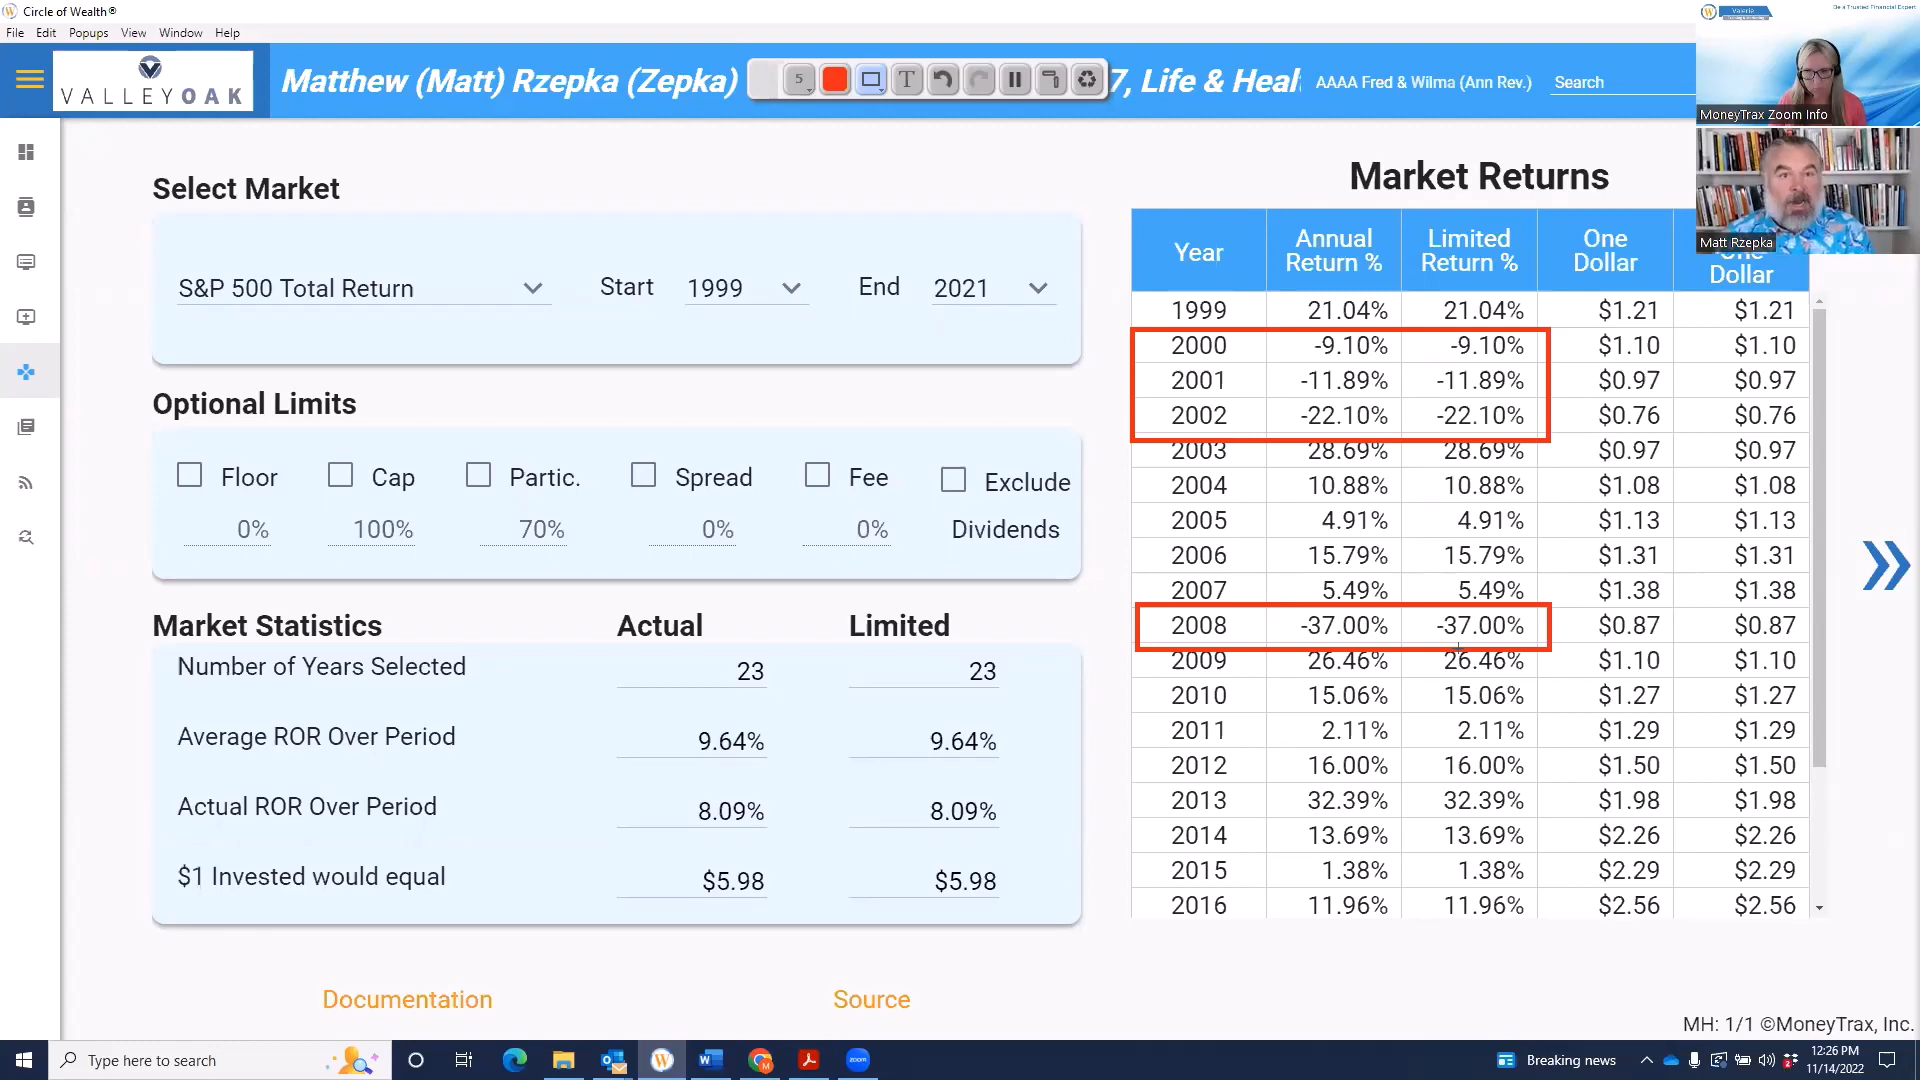 Circle of Wealth®
File Edit Popups View Window Help
VALLEYOAK
Matthew (Matt) Rzepka (Zepka)
5
T
7, Life & Heal
AAAA Fred & Wilma (Ann Rev.)
Search
Valerie
Be a Trusted Financial Expert
MoneyTrax Zoom Info
Matt Rzepka
Select Market
S&P 500 Total Return Start 1999 End 2021
Optional Limits
Floor Cap Partic. Spread Fee Exclude
0% 100% 70% 0% 0% Dividends
Market Statistics Actual Limited
Number of Years Selected 23 23
Average ROR Over Period 9.64% 9.64%
Actual ROR Over Period 8.09% 8.09%
$1 Invested would equal $5.98 $5.98
Documentation Source
Market Returns
Year Annual Return % Limited Return % One Dollar One Dollar
1999 21.04% 21.04% $1.21 $1.21
2000 -9.10% -9.10% $1.10 $1.10
2001 -11.89% -11.89% $0.97 $0.97
2002 -22.10% -22.10% $0.76 $0.76
2003 28.69% 28.69% $0.97 $0.97
2004 10.88% 10.88% $1.08 $1.08
2005 4.91% 4.91% $1.13 $1.13
2006 15.79% 15.79% $1.31 $1.31
2007 5.49% 5.49% $1.38 $1.38
2008 -37.00% -37.00% $0.87 $0.87
2009 26.46% 26.46% $1.10 $1.10
2010 15.06% 15.06% $1.27 $1.27
2011 2.11% 2.11% $1.29 $1.29
2012 16.00% 16.00% $1.50 $1.50
2013 32.39% 32.39% $1.98 $1.98
2014 13.69% 13.69% $2.26 $2.26
2015 1.38% 1.38% $2.29 $2.29
2016 11.96% 11.96% $2.56 $2.56
MH: 1/1 ©MoneyTrax, Inc.
Type here to search
Breaking news
12:26 PM
11/14/2022